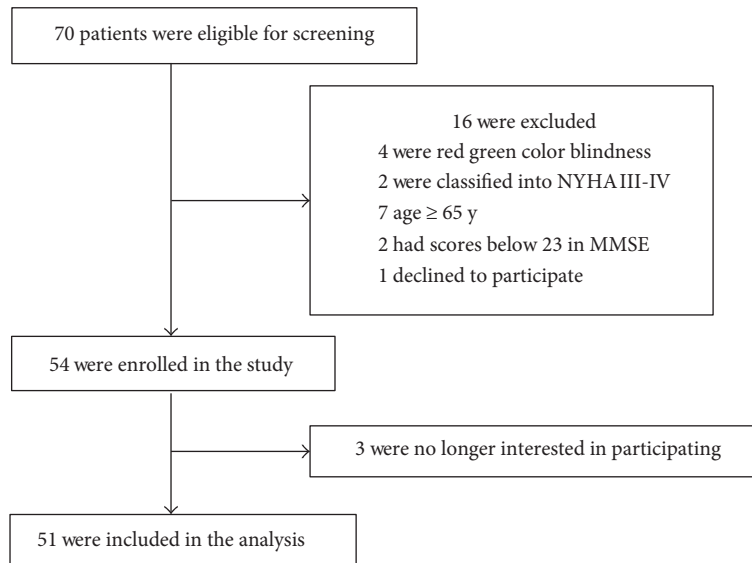 70 patients were eligible for screening
16 were excluded
4 were red green color blindness
2 were classified into NYHA III-IV
7 age ≥ 65 y
2 had scores below 23 in MMSE
1 declined to participate
54 were enrolled in the study
3 were no longer interested in participating
51 were included in the analysis